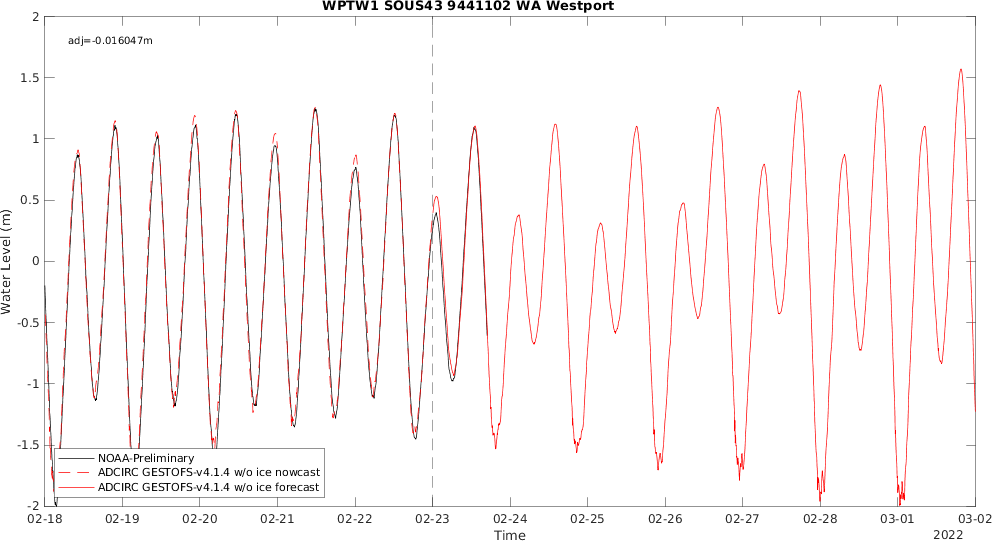 WPTW1 SOUS43 9441102 WA Westport
adj=-0.016047m
2
1.5
1
0.5
0
-0.5
-1
-1.5
-2
Water Level (m)
NOAA-Preliminary
ADCIRC GESTOFS-v4.1.4 w/o ice nowcast
ADCIRC GESTOFS-v4.1.4 w/o ice forecast
02-18 02-19 02-20 02-21 02-22 02-23 02-24 02-25 02-26 02-27 02-28 03-01 03-02
Time
2022